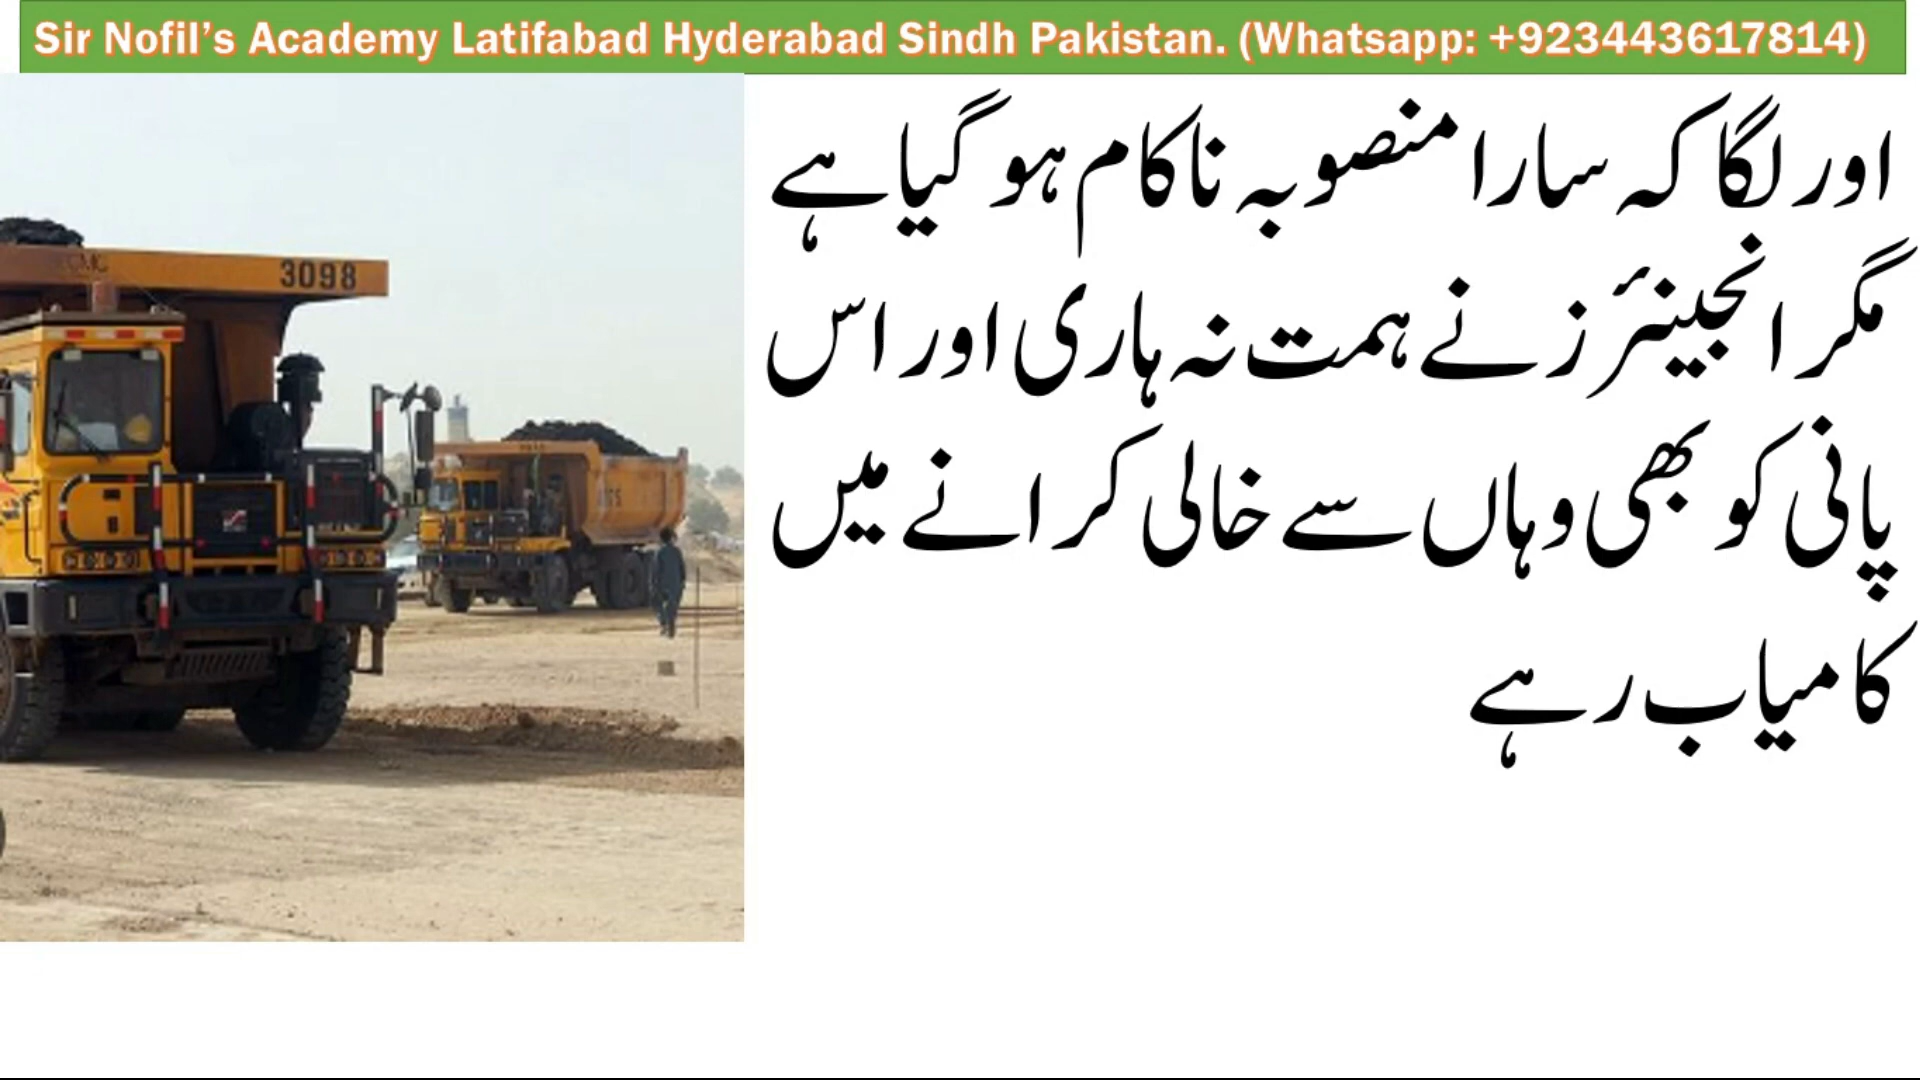 Sir Nofil's Academy Latifabad Hyderabad Sindh Pakistan. (Whatsapp: +923443617814)
اور لگا کہ سارا منصوبہ ناکام ہو گیا ہے
مگر انجینئرز نے ہمت نہ ہاری اور اس
پانی کو بھی وہاں سے خالی کرانے میں
کامیاب رہے
3098